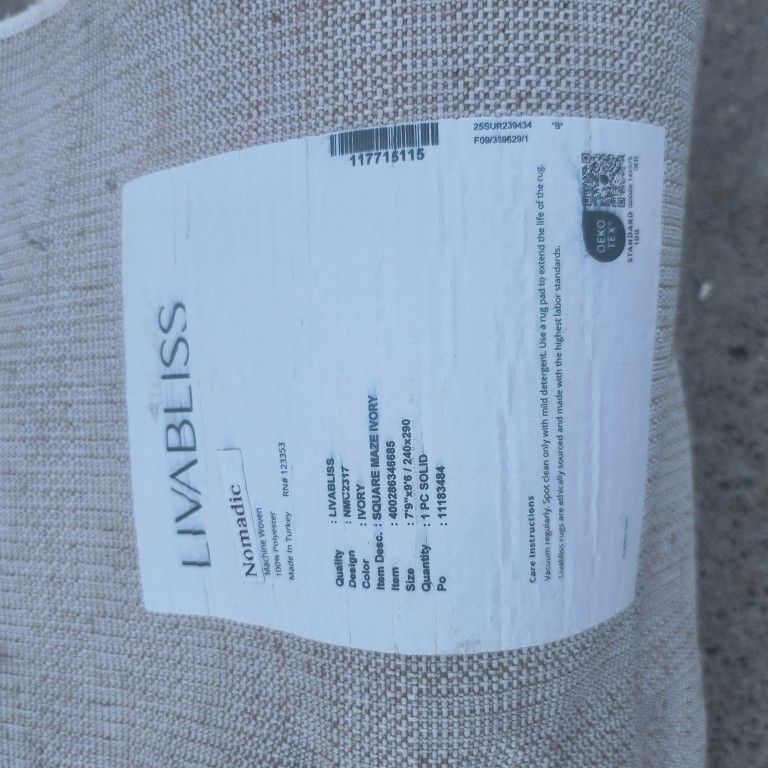 LIVABLISS
Nomadic
Machine Woven
100% Polyester
Made In Turkey RN# 123353
117715115
Quality : LIVABLISS
Design : NMC2317
Color : IVORY
Item Desc. : SQUARE MAZE IVORY
Item : 400286346685
Size : 7'9"x9'6 / 240x290
Quantity : 1 PC SOLID
Po : 11183484
25SUR239434 "B"
F09/359629/1
Care Instructions
Vacuum regularly. Spot clean only with mild detergent. Use a rug pad to extend the life of the rug.
Livabliss rugs are ethically sourced and made with the highest labor standards.
OEKO
TEX®
STANDARD
100